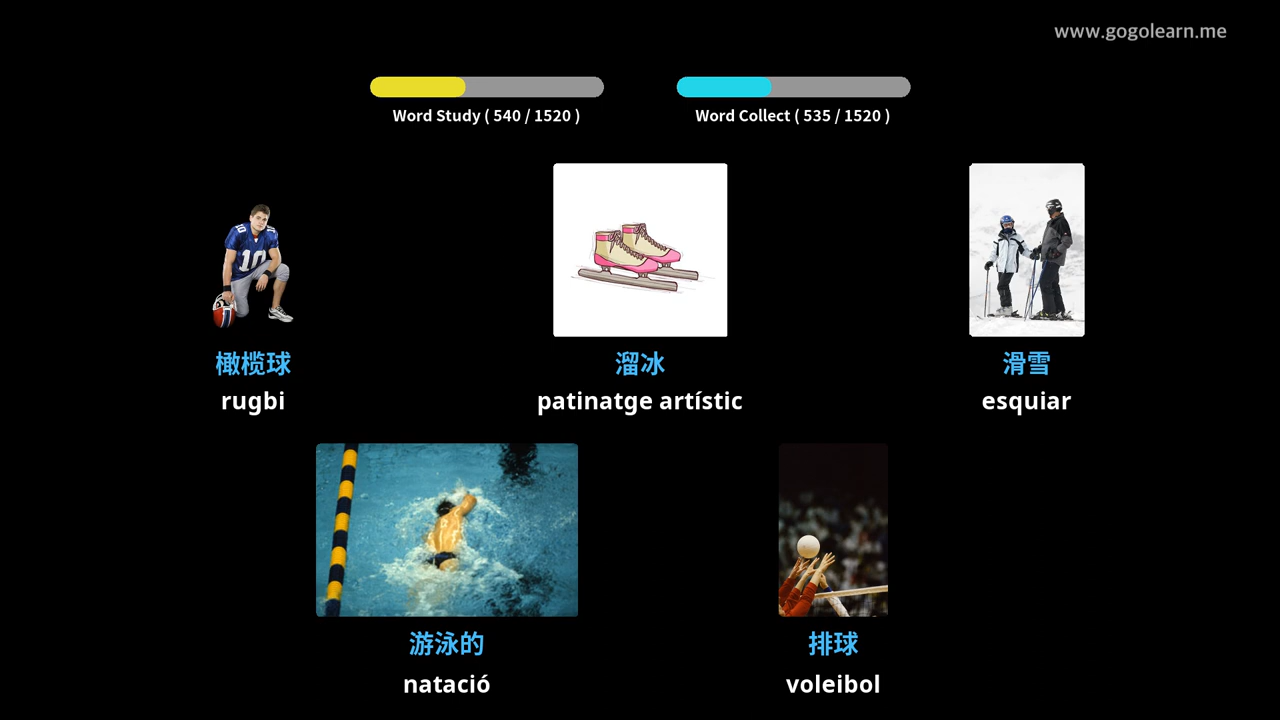 www.gogolearn.me
Word Study ( 540 / 1520 )
Word Collect ( 535 / 1520 )
橄榄球
rugbi
溜冰
patinatge artístic
滑雪
esquiar
游泳的
natació
排球
voleibol